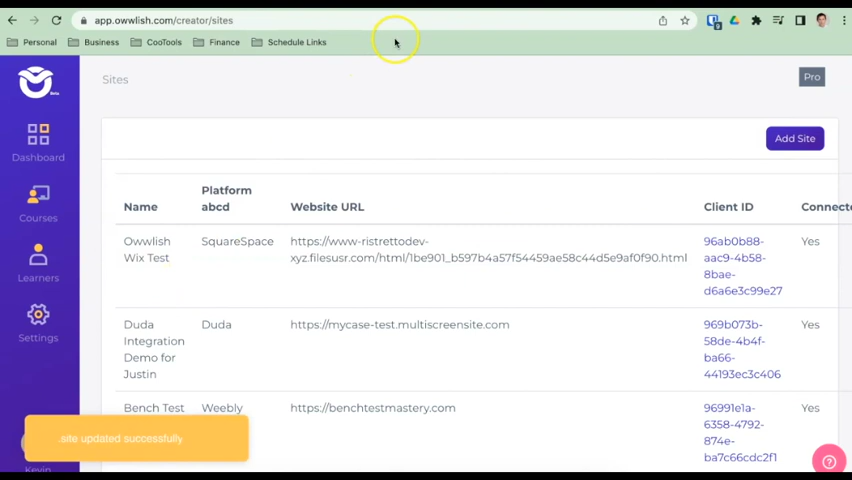 app.owwlish.com/creator/sites
9
Personal
Business
CooTools
Finance
Schedule Links
Beta
Sites
Pro
Add Site
Dashboard
Courses
Learners
Settings
Name
Platform
abcd
Website URL
Client ID
Owwlish
Wix Test
SquareSpace
https://www-ristrettodev-
xyz.filesusr.com/html/1be901_b597b4a57f54459ae58c44d5e9af0f90.html
96ab0b88-
aac9-4b58-
8bae-
d6a6e3c99e27
Yes
Duda
Integration
Demo for
Justin
Duda
https://mycase-test.multiscreensite.com
969b073b-
58de-4b4f-
ba66-
44193ec3c406
Yes
Bench Test
Weebly
https://benchtestmastery.com
96991e1a-
6358-4792-
874e-
ba7c66cdc2f1
Yes
.site updated successfully
Kevin